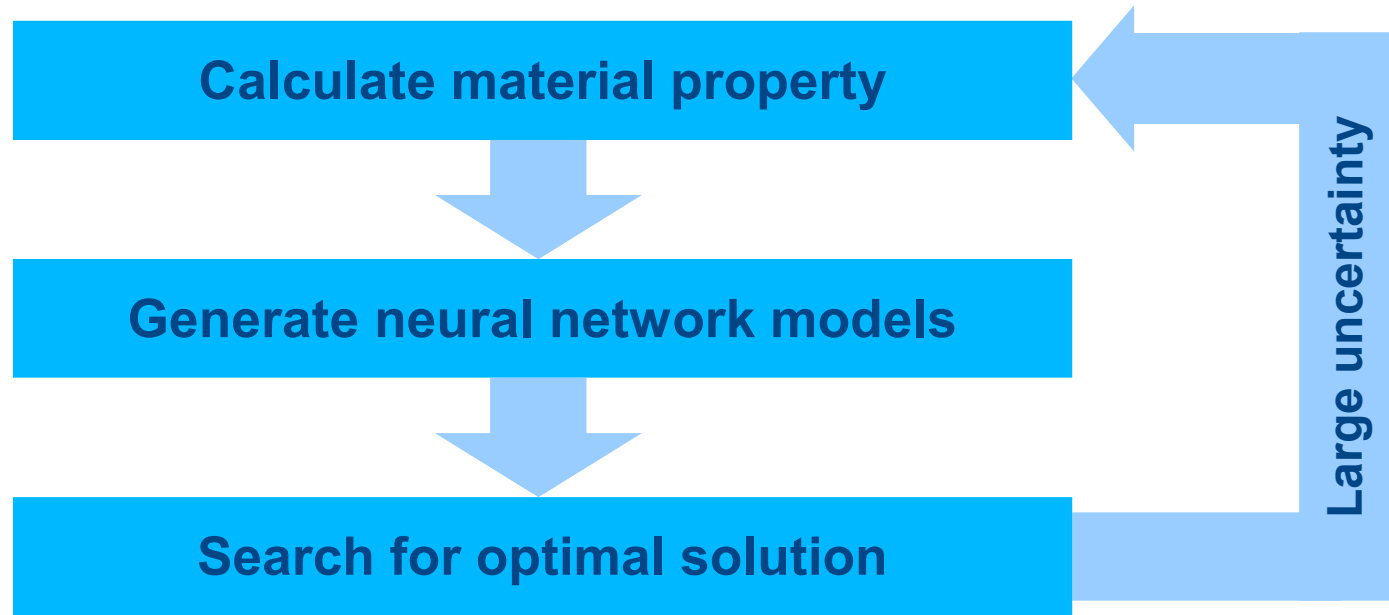 Calculate material property
Generate neural network models
Search for optimal solution
Large uncertainty